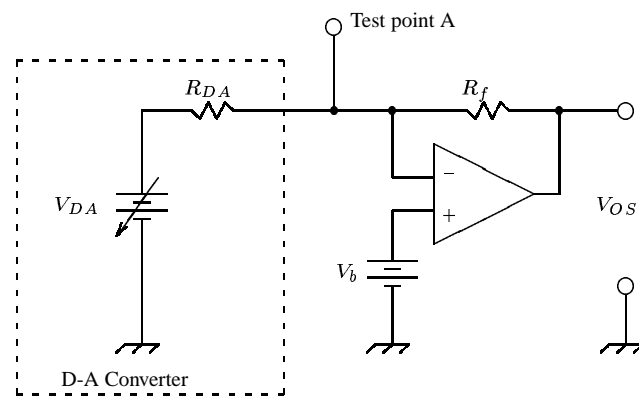 Test point A
R_DA
R_f
V_DA
−
+
V_OS
V_b
D-A Converter